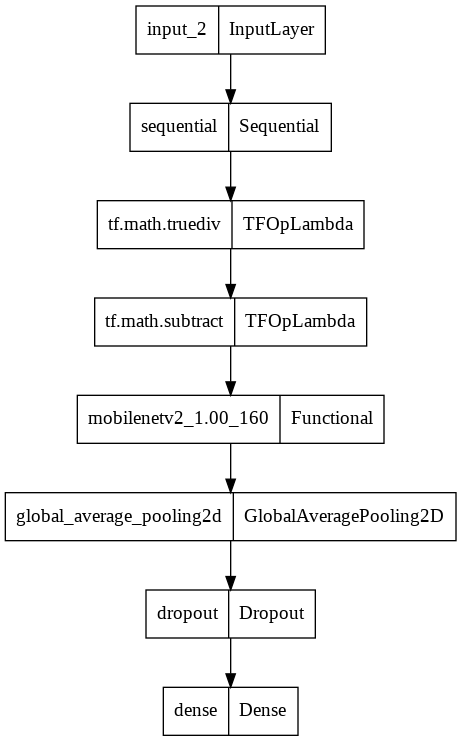 input_2 InputLayer
sequential Sequential
tf.math.truediv TFOpLambda
tf.math.subtract TFOpLambda
mobilenetv2_1.00_160 Functional
global_average_pooling2d GlobalAveragePooling2D
dropout Dropout
dense Dense